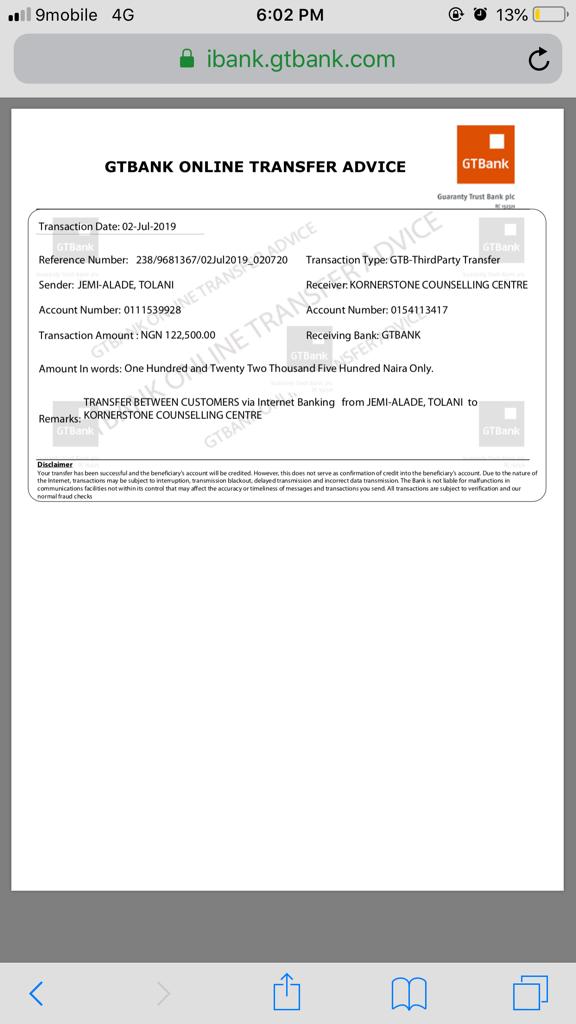 9mobile 4G 6:02 PM 13%
ibank.gtbank.com
GTBANK ONLINE TRANSFER ADVICE
GTBank
Guaranty Trust Bank plc
Transaction Date: 02-Jul-2019
Reference Number: 238/9681367/02Jul2019_020720 Transaction Type: GTB-ThirdParty Transfer
Sender: JEMI-ALADE, TOLANI Receiver: KORNERSTONE COUNSELLING CENTRE
Account Number: 0111539928 Account Number: 0154113417
Transaction Amount : NGN 122,500.00 Receiving Bank: GTBANK
Amount In words: One Hundred and Twenty Two Thousand Five Hundred Naira Only.
TRANSFER BETWEEN CUSTOMERS via Internet Banking from JEMI-ALADE, TOLANI to
Remarks: KORNERSTONE COUNSELLING CENTRE
Disclaimer
Your transfer has been successful and the beneficiary's account will be credited. However, this does not serve as confirmation of credit into the beneficiary's account. Due to the nature of
the Internet, transactions may be subject to interruption, transmission blackout, delayed transmission and incorrect data transmission. The Bank is not liable for malfunctions in
communications facilities not within its control that may affect the accuracy or timeliness of messages and transactions you send. All transactions are subject to verification and our
normal fraud checks
GTBANK ONLINE TRANSFER ADVICE
GTBank
GTBank
GTBank
GTBank
GTBank